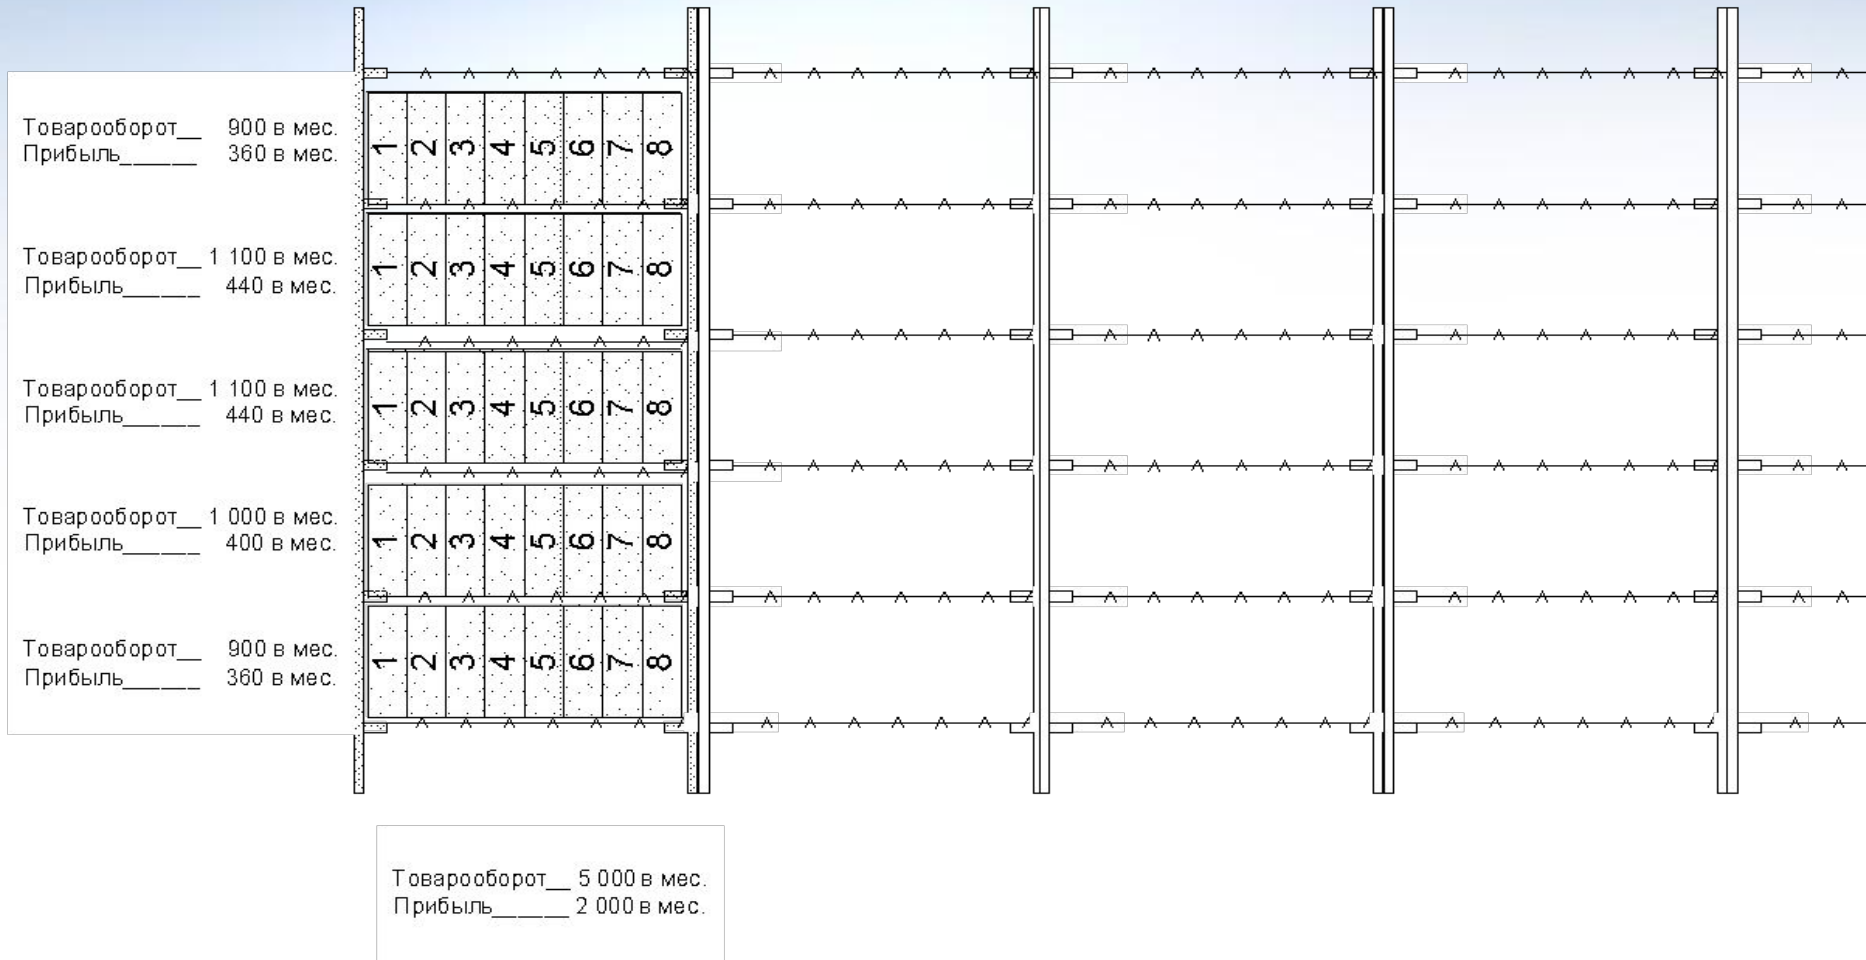 Товарооборот__ 900 в мес.
Прибыль______ 360 в мес.
1 2 3 4 5 6 7 8
Товарооборот__ 1 100 в мес.
Прибыль______ 440 в мес.
1 2 3 4 5 6 7 8
Товарооборот__ 1 100 в мес.
Прибыль______ 440 в мес.
1 2 3 4 5 6 7 8
Товарооборот__ 1 000 в мес.
Прибыль______ 400 в мес.
1 2 3 4 5 6 7 8
Товарооборот__ 900 в мес.
Прибыль______ 360 в мес.
1 2 3 4 5 6 7 8
Товарооборот__ 5 000 в мес.
Прибыль______ 2 000 в мес.